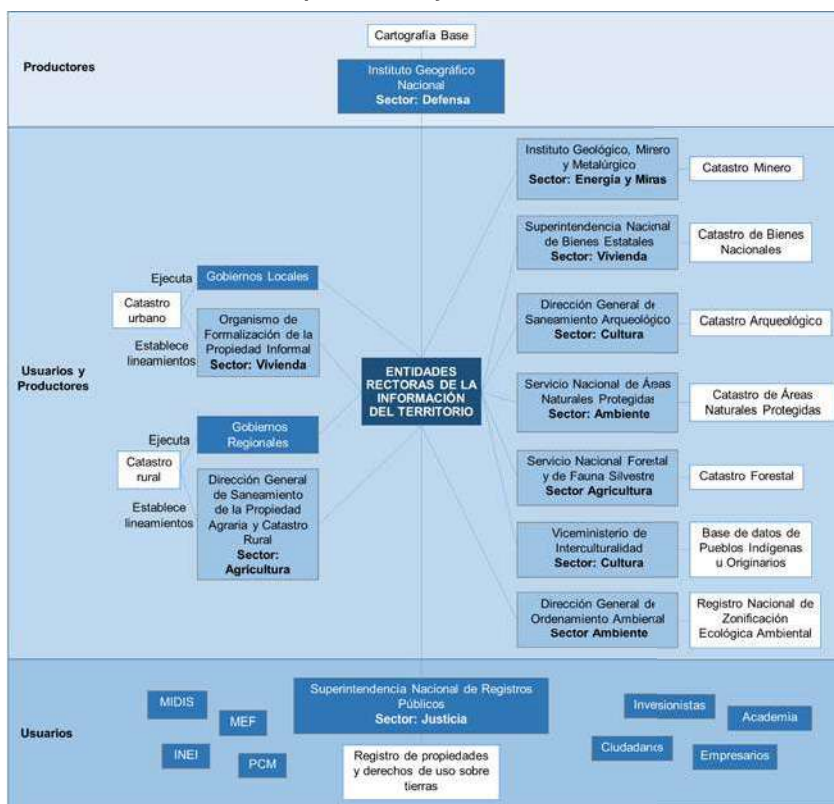 Cartografía Base
Productores
Instituto Geográfico
Nacional
Sector: Defensa
Usuarios y
Productores
Ejecuta
Gobiernos Locales
Catastro
urbano
Establece
lineamientos
Organismo de
Formalización de la
Propiedad Informal
Sector: Vivienda
Ejecuta
Gobiernos
Regionales
Catastro
rural
Establece
lineamientos
Dirección General
de Saneamiento
de la Propiedad
Agraria y Catastro
Rural
Sector:
Agricultura
ENTIDADES
RECTORAS DE LA
INFORMACIÓN
DEL TERRITORIO
Instituto Geológico, Minero
y Metalúrgico
Sector: Energía y Minas
Catastro Minero
Superintendencia Nacional
de Bienes Estatales
Sector: Vivienda
Catastro de Bienes
Nacionales
Dirección General de
Saneamiento Arqueológico
Sector: Cultura
Catastro Arqueológico
Servicio Nacional de Áreas
Naturales Protegidas
Sector: Ambiente
Catastro de Áreas
Naturales Protegidas
Servicio Nacional Forestal
y de Fauna Silvestre
Sector Agricultura
Catastro Forestal
Viceministerio de
Interculturalidad
Sector: Cultura
Base de datos de
Pueblos Indígenas
u Originarios
Dirección General de
Ordenamiento Ambiental
Sector Ambiente
Registro Nacional de
Zonificación
Ecológica Ambiental
Usuarios
MIDIS
MEF
INEI
PCM
Superintendencia Nacional de Registros
Públicos
Sector: Justicia
Registro de propiedades
y derechos de uso sobre
tierras
Inversionistas
Academia
Ciudadanos
Empresarios